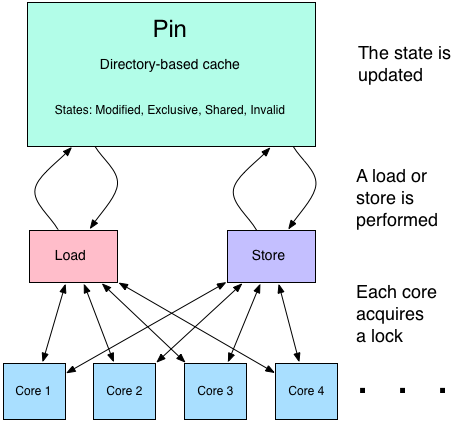 Pin
Directory-based cache
States: Modified, Exclusive, Shared, Invalid
The state is
updated
A load or
store is
performed
Load
Store
Each core
acquires
a lock
Core 1
Core 2
Core 3
Core 4